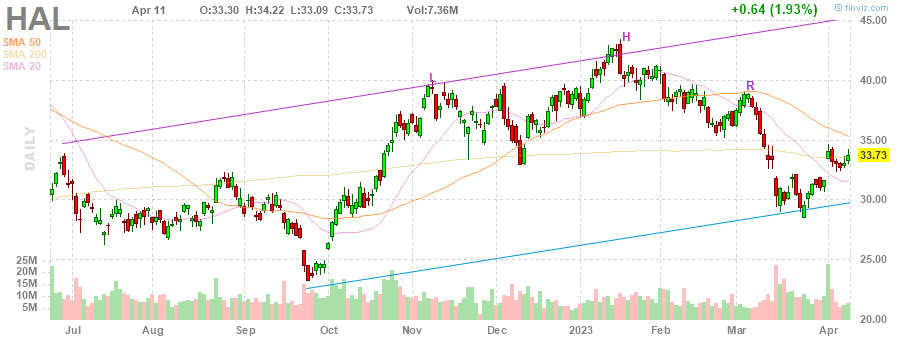 HAL Apr 11 O:33.30 H:34.22 L:33.09 C:33.73 Vol:7.36M +0.64 (1.93%)
© finviz.com
SMA 50
SMA 200
SMA 20
DAILY
L
H
R
45.00
40.00
35.00
33.73
30.00
25.00
20.00
25M
20M
15M
10M
5M
Jul Aug Sep Oct Nov Dec 2023 Feb Mar Apr